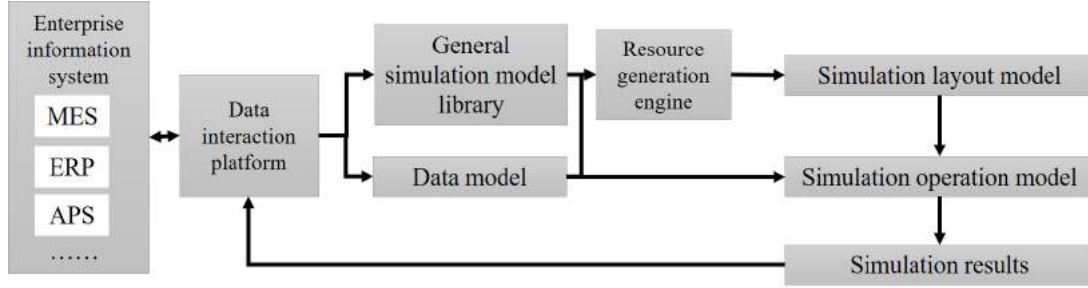 Enterprise
information
system
MES
ERP
APS
……
Data
interaction
platform
General
simulation model
library
Data model
Resource
generation
engine
Simulation layout model
Simulation operation model
Simulation results